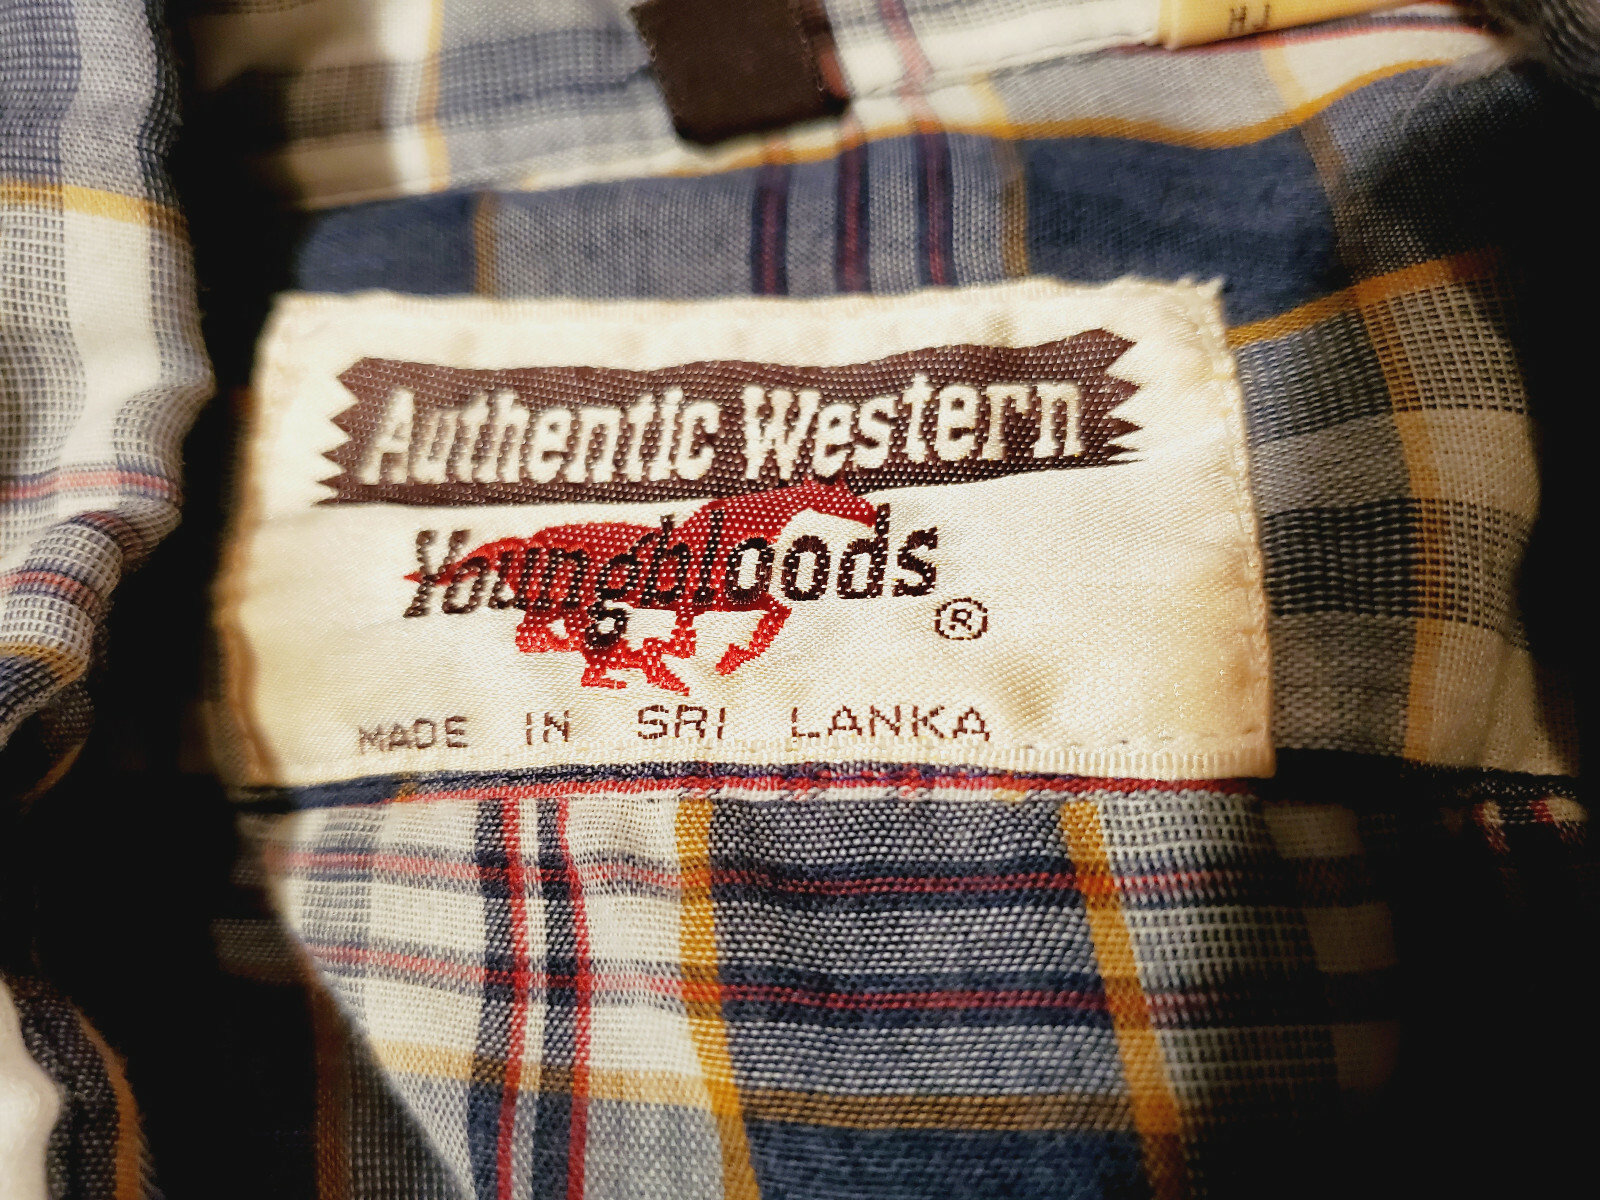 Authentic Western
Youngbloods ®
MADE IN SRI LANKA